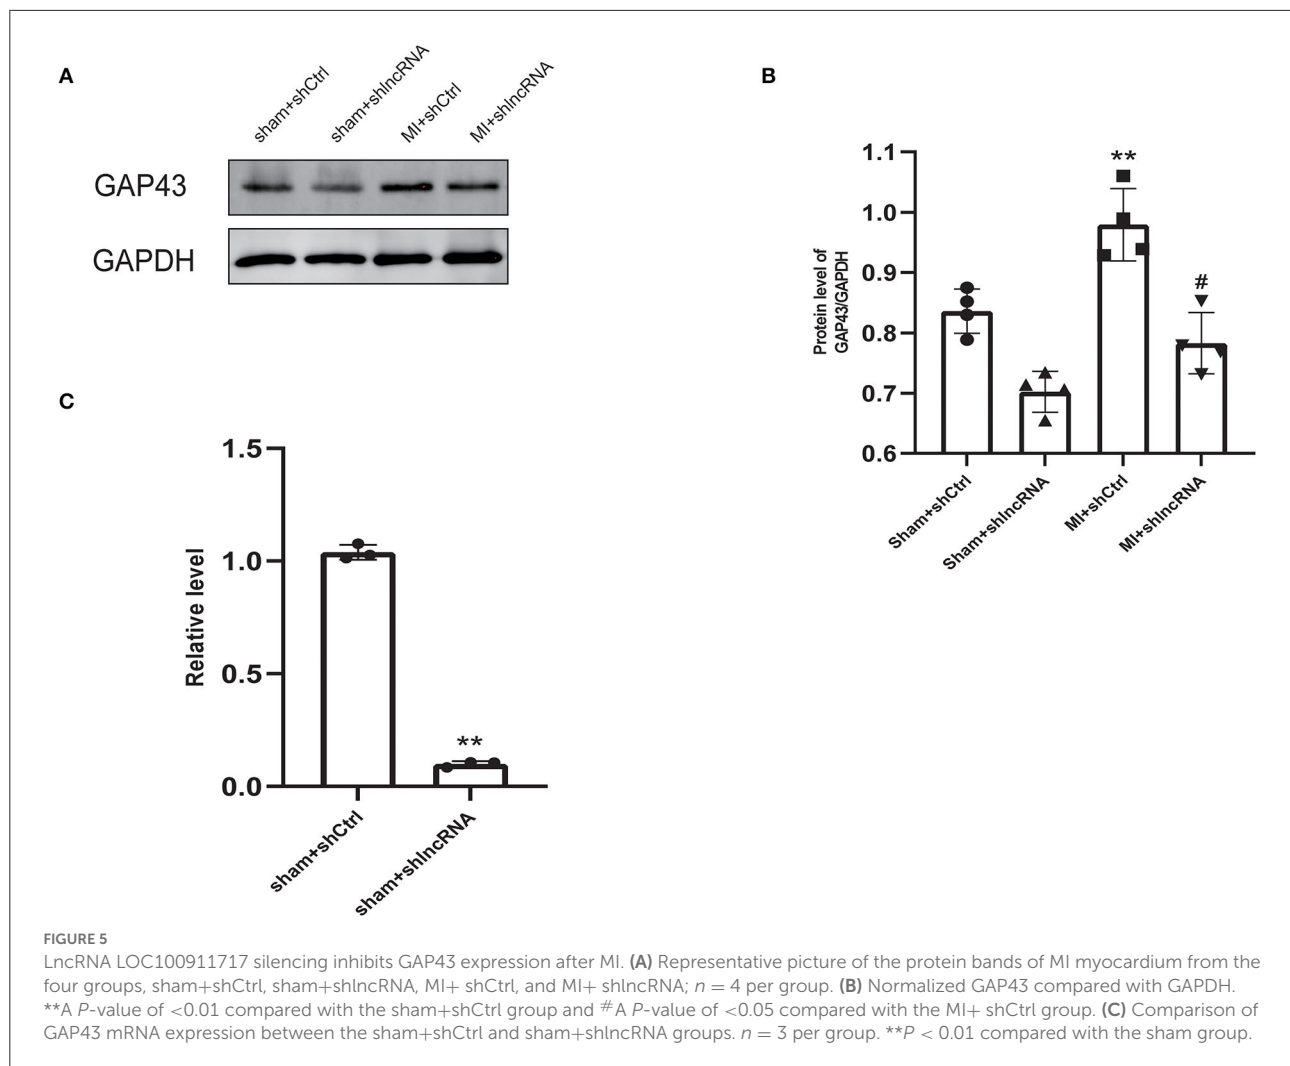 A
sham+shCtrl
sham+shlncRNA
MI+shCtrl
MI+shlncRNA
GAP43
GAPDH
B
Protein level of
GAP43/GAPDH
1.1
1.0
0.9
0.8
0.7
0.6
**
#
Sham+shCtrl
Sham+shlncRNA
MI+shCtrl
MI+shlncRNA
C
Relative level
1.5
1.0
0.5
0.0
**
sham+shCtrl
sham+shlncRNA
FIGURE 5
LncRNA LOC100911717 silencing inhibits GAP43 expression after MI. (A) Representative picture of the protein bands of MI myocardium from the
four groups, sham+shCtrl, sham+shlncRNA, MI+ shCtrl, and MI+ shlncRNA; n = 4 per group. (B) Normalized GAP43 compared with GAPDH.
**A P-value of <0.01 compared with the sham+shCtrl group and #A P-value of <0.05 compared with the MI+ shCtrl group. (C) Comparison of
GAP43 mRNA expression between the sham+shCtrl and sham+shlncRNA groups. n = 3 per group. **P < 0.01 compared with the sham group.